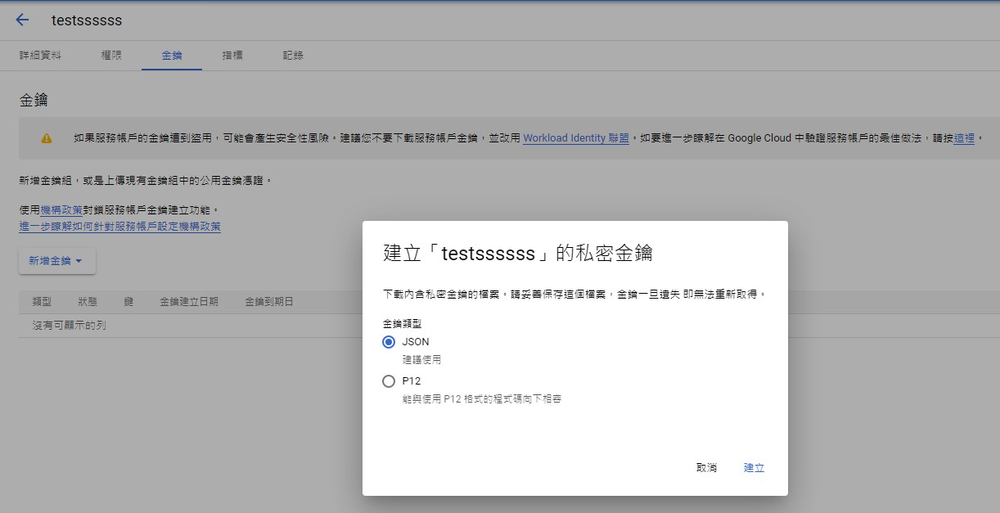 testssssss
詳細資料 權限 金鑰 指標 記錄
金鑰
如果服務帳戶的金鑰遭到盜用，可能會產生安全性風險。建議您不要下載服務帳戶金鑰，並改用 Workload Identity 聯盟。如要進一步瞭解在 Google Cloud 中驗證服務帳戶的最佳做法，請按這裡。
新增金鑰組，或是上傳現有金鑰組中的公用金鑰憑證。
使用機構政策封鎖服務帳戶金鑰建立功能。
進一步瞭解如何針對服務帳戶設定機構政策
新增金鑰
類型 狀態 鍵 金鑰建立日期 金鑰到期日
沒有可顯示的列
建立「testssssss」的私密金鑰
下載內含私密金鑰的檔案。請妥善保存這個檔案，金鑰一旦遺失 即無法重新取得。
金鑰類型
JSON
建議使用
P12
能與使用 P12 格式的程式碼向下相容
取消 建立